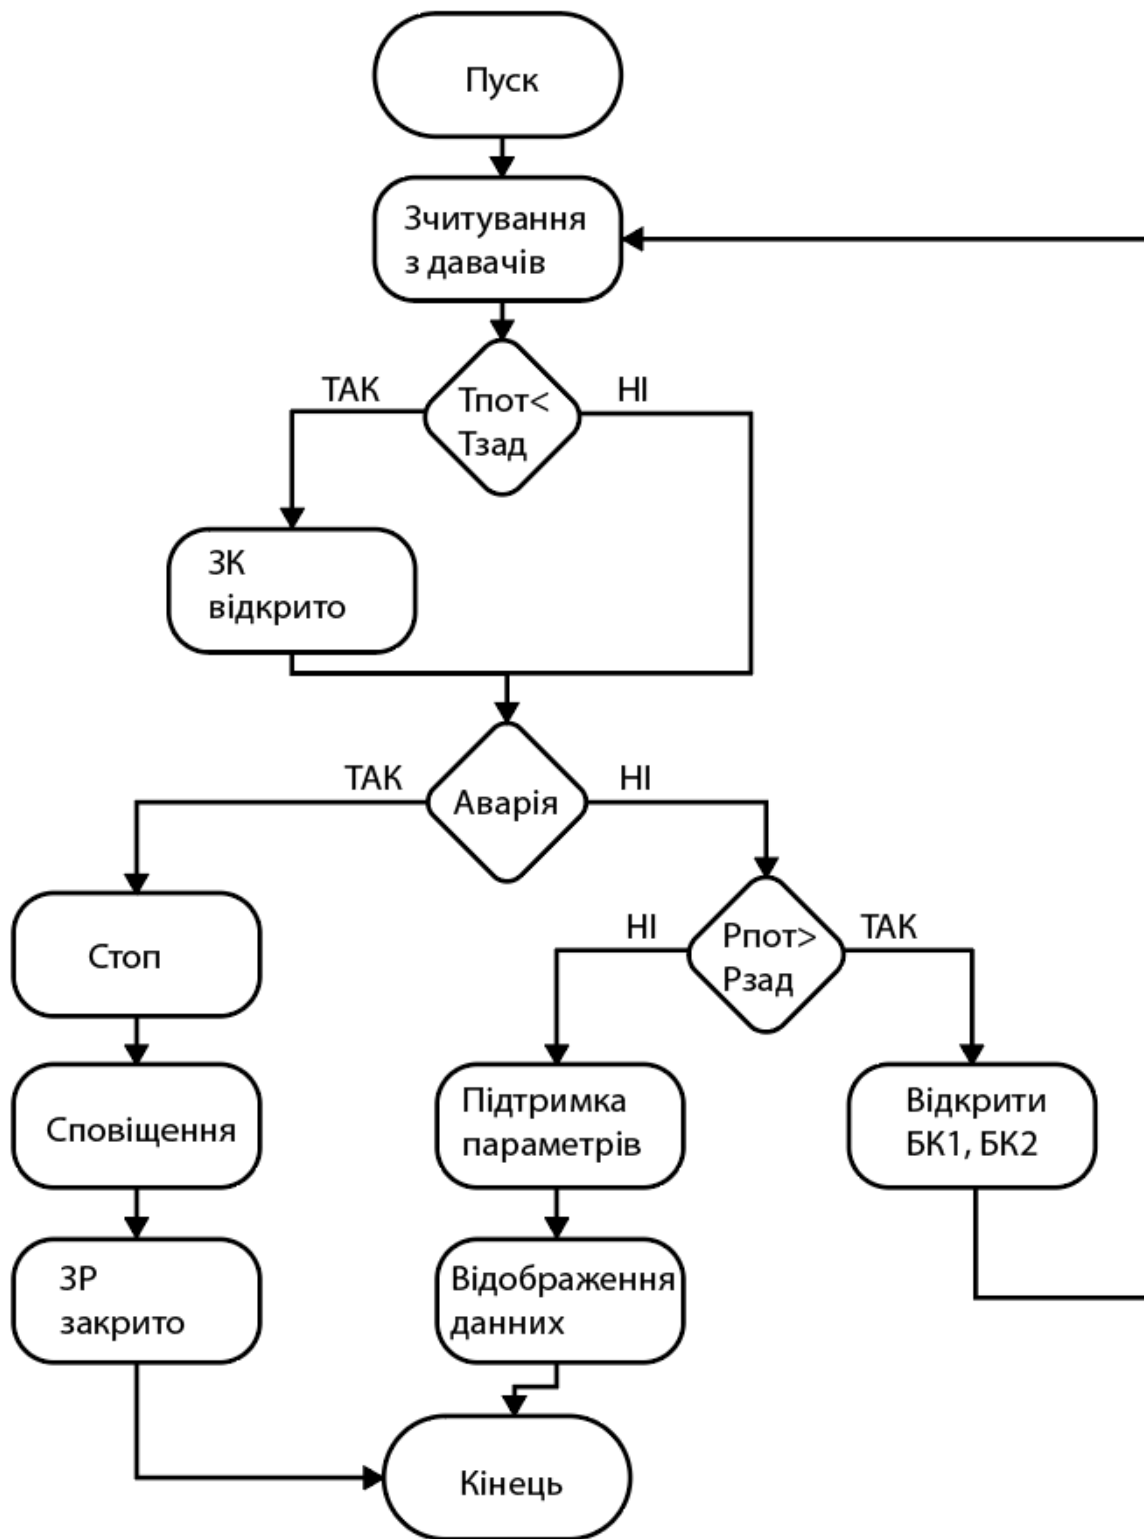 Пуск
Зчитування
з давачів
ТАК
Тпот<
Тзад
НІ
ЗК
відкрито
ТАК
Аварія
НІ
НІ
Рпот>
Рзад
ТАК
Стоп
Підтримка
параметрів
Відкрити
БК1, БК2
Сповіщення
ЗР
закрито
Відображення
данних
Кінець